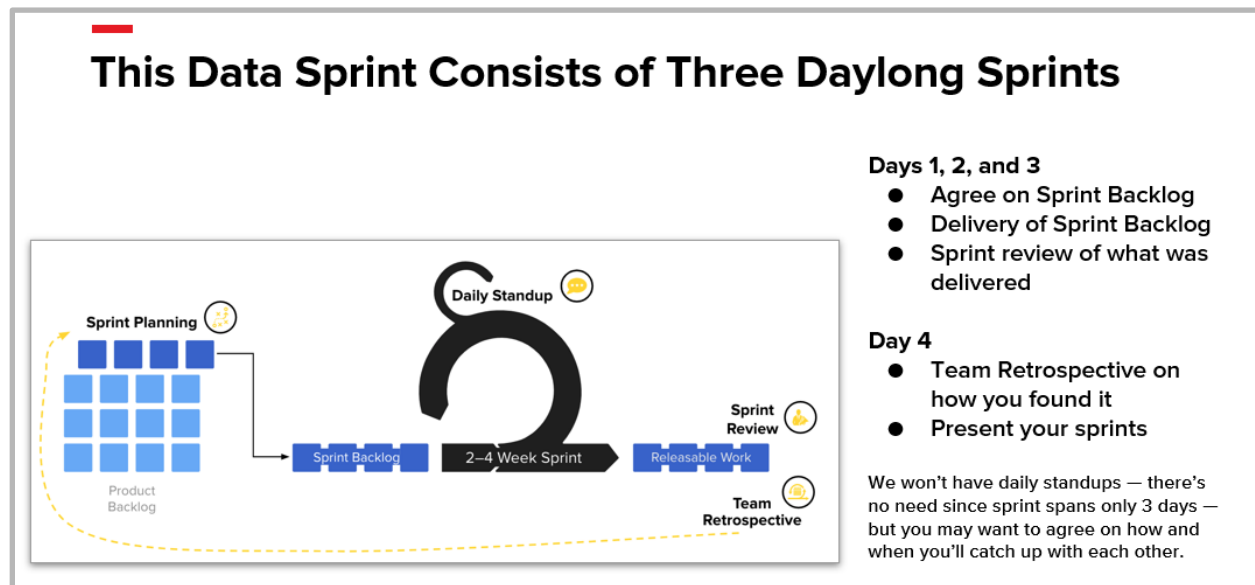 This Data Sprint Consists of Three Daylong Sprints
Daily Standup
Sprint Planning
Sprint Backlog
2–4 Week Sprint
Releasable Work
Sprint
Review
Product
Backlog
Team
Retrospective
Days 1, 2, and 3
● Agree on Sprint Backlog
● Delivery of Sprint Backlog
● Sprint review of what was
delivered
Day 4
● Team Retrospective on
how you found it
● Present your sprints
We won’t have daily standups — there’s
no need since sprint spans only 3 days —
but you may want to agree on how and
when you’ll catch up with each other.